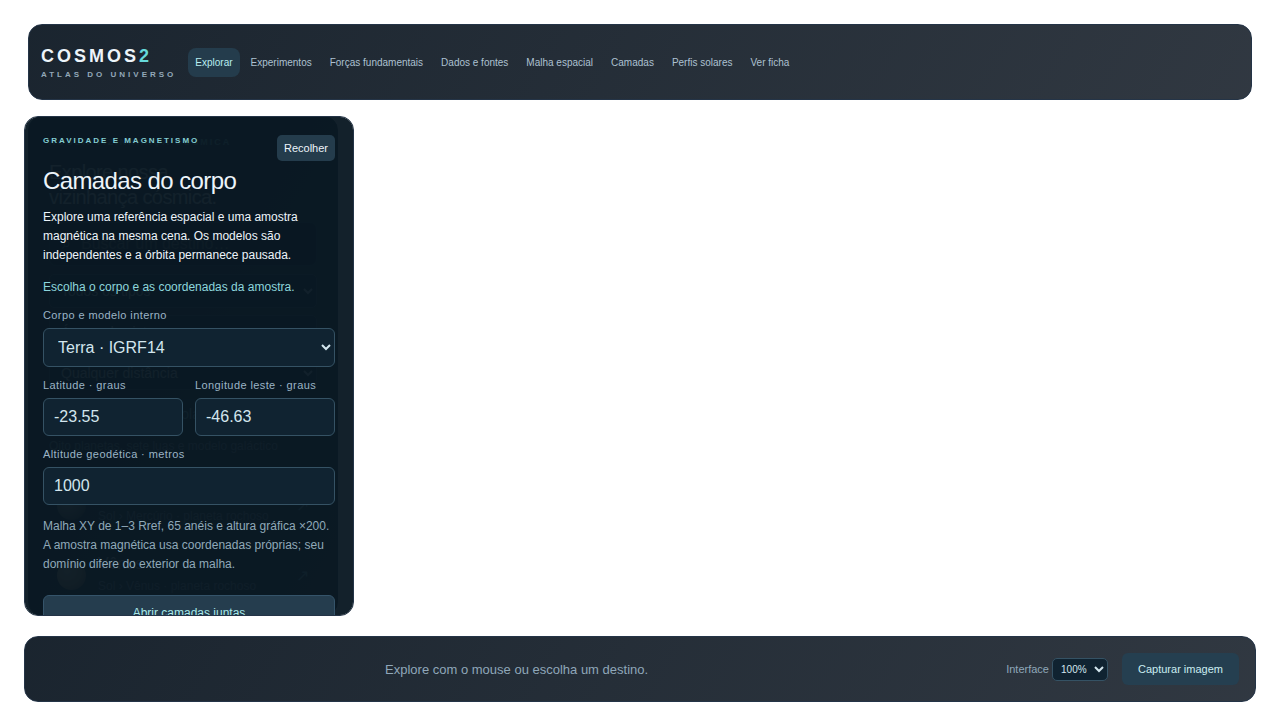 COSMOS2
ATLAS DO UNIVERSO
Explorar
Experimentos
Forças fundamentais
Dados e fontes
Malha espacial
Camadas
Perfis solares
Ver ficha
GRAVIDADE E MAGNETISMO
Recolher
Camadas do corpo
vizinhança cósmica.
Explore uma referência espacial e uma amostra
magnética na mesma cena. Os modelos são
independentes e a órbita permanece pausada.
Escolha o corpo e as coordenadas da amostra.
Corpo e modelo interno
Terra · IGRF14
Qualquer distância
Latitude · graus
Longitude leste · graus
-23.55
-46.63
Altitude geodética · metros
1000
Malha XY de 1–3 Rref, 65 anéis e altura gráfica ×200.
A amostra magnética usa coordenadas próprias; seu
domínio difere do exterior da malha.
Abrir camadas juntas
Explore com o mouse ou escolha um destino.
Interface
100%
Capturar imagem